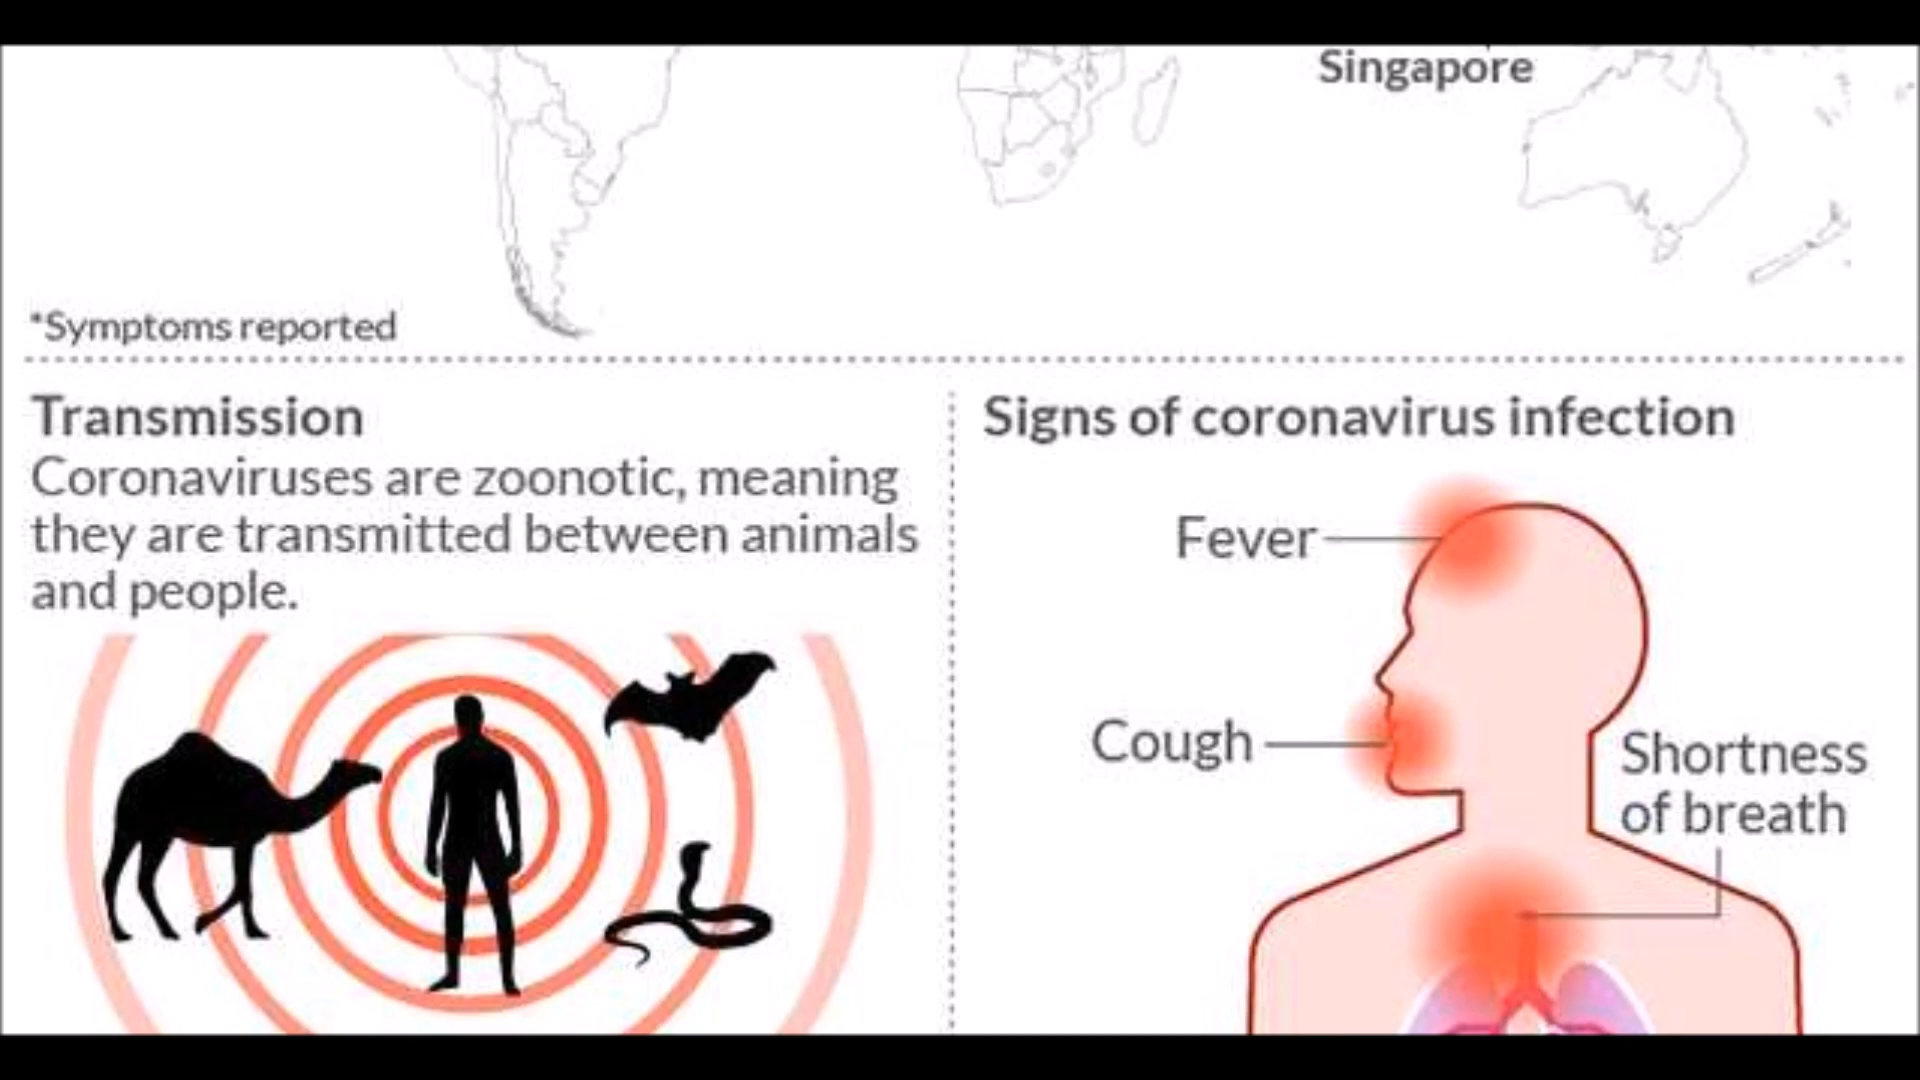 Singapore
*Symptoms reported
Transmission
Coronaviruses are zoonotic, meaning
they are transmitted between animals
and people.
Signs of coronavirus infection
Fever
Cough
Shortness
of breath